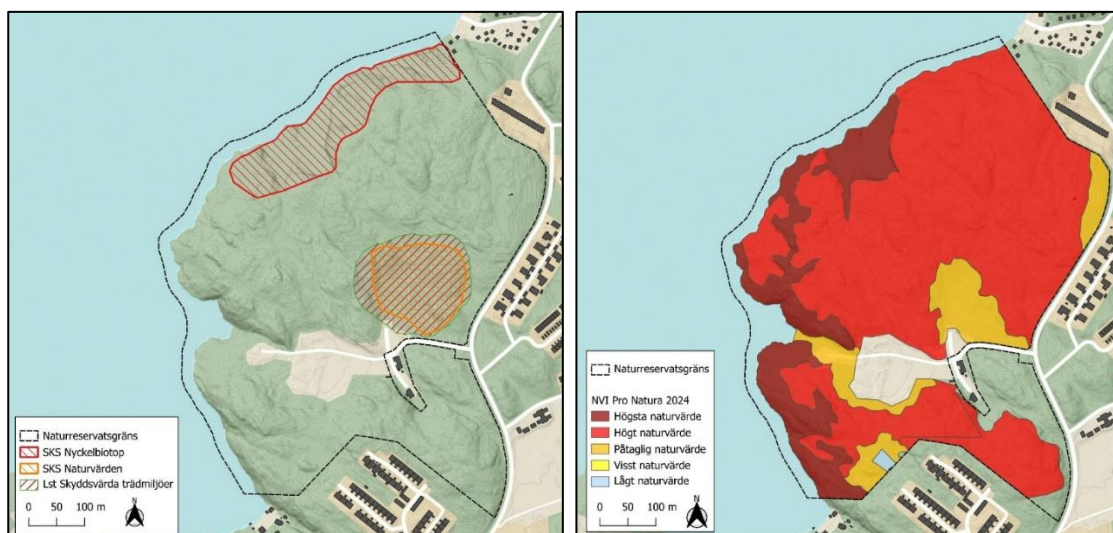 Naturreservatsgräns
SKS Nyckelbiotop
SKS Naturvärden
Lst Skyddsvärda trädmiljöer
0 50 100 m
N
Naturreservatsgräns
NVI Pro Natura 2024
Högsta naturvärde
Högt naturvärde
Påtaglig naturvärde
Visst naturvärde
Lågt naturvärde
0 50 100 m
N